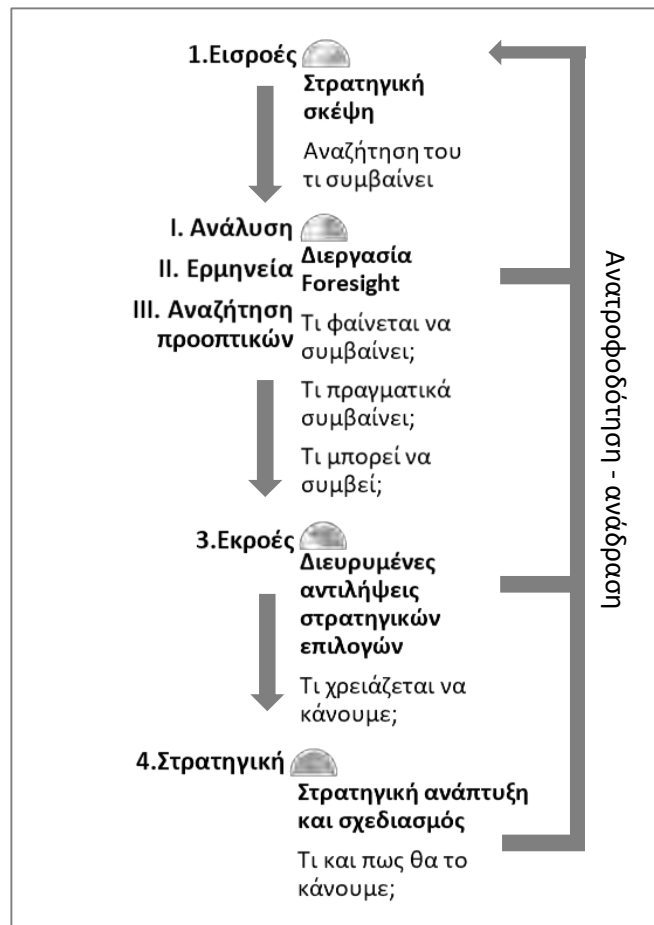 1.Εισροές
Στρατηγική
σκέψη
Αναζήτηση του
τι συμβαίνει
Ι. Ανάλυση
ΙΙ. Ερμηνεία
ΙΙΙ. Αναζήτηση
προοπτικών
Διεργασία
Foresight
Τι φαίνεται να
συμβαίνει;
Τι πραγματικά
συμβαίνει;
Τι μπορεί να
συμβεί;
3.Εκροές
Διευρυμένες
αντιλήψεις
στρατηγικών
επιλογών
Τι χρειάζεται να
κάνουμε;
4.Στρατηγική
Στρατηγική ανάπτυξη
και σχεδιασμός
Τι και πως θα το
κάνουμε;
Ανατροφοδότηση - ανάδραση